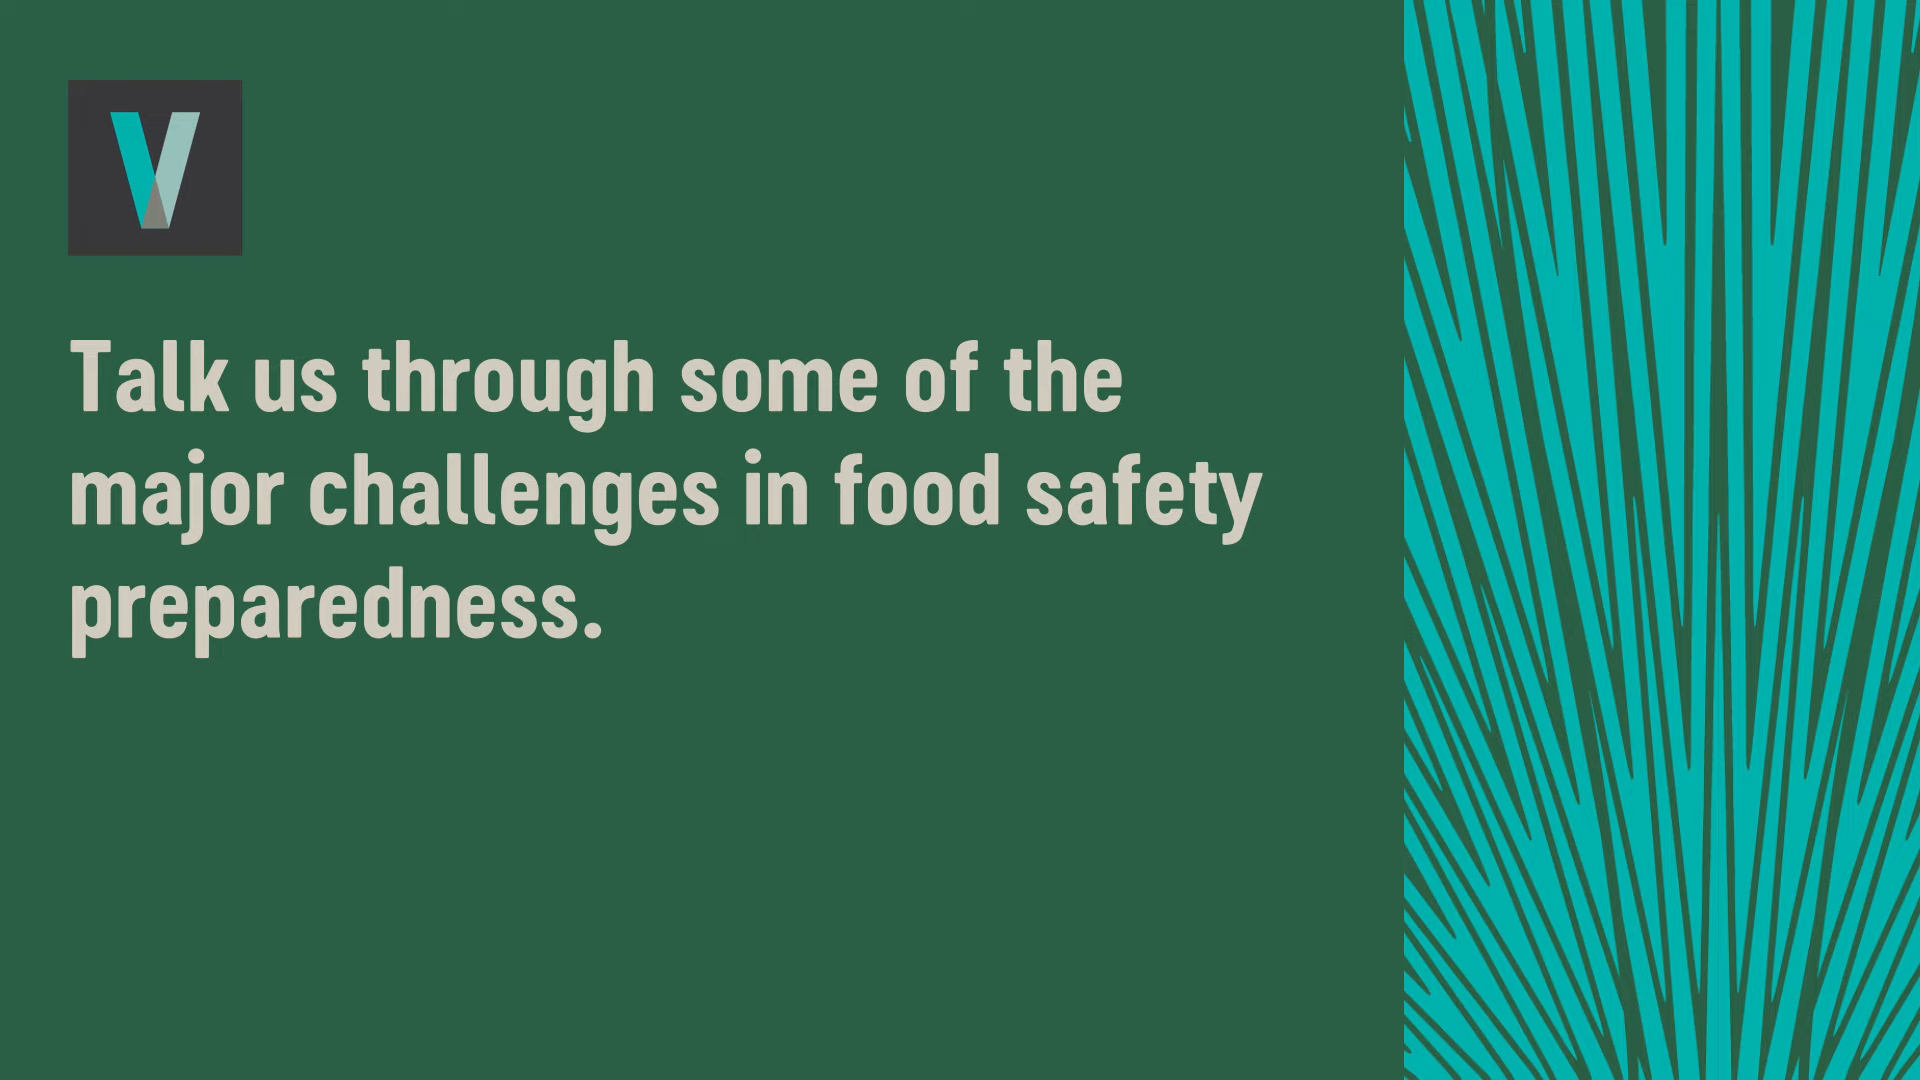 V
Talk us through some of the
major challenges in food safety
preparedness.